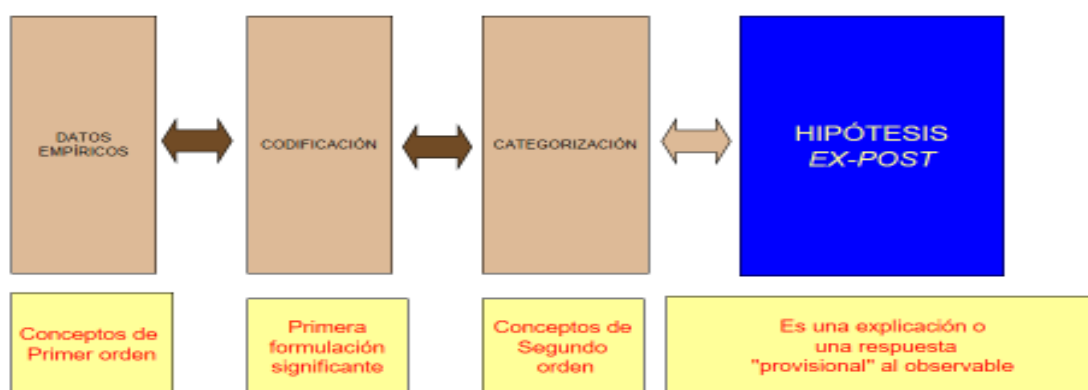 DATOS
EMPÍRICOS
CODIFICACIÓN
CATEGORIZACIÓN
HIPÓTESIS
EX-POST
Conceptos de
Primer orden
Primera
formulación
significante
Conceptos de
Segundo
orden
Es una explicación o
una respuesta
"provisional" al observable